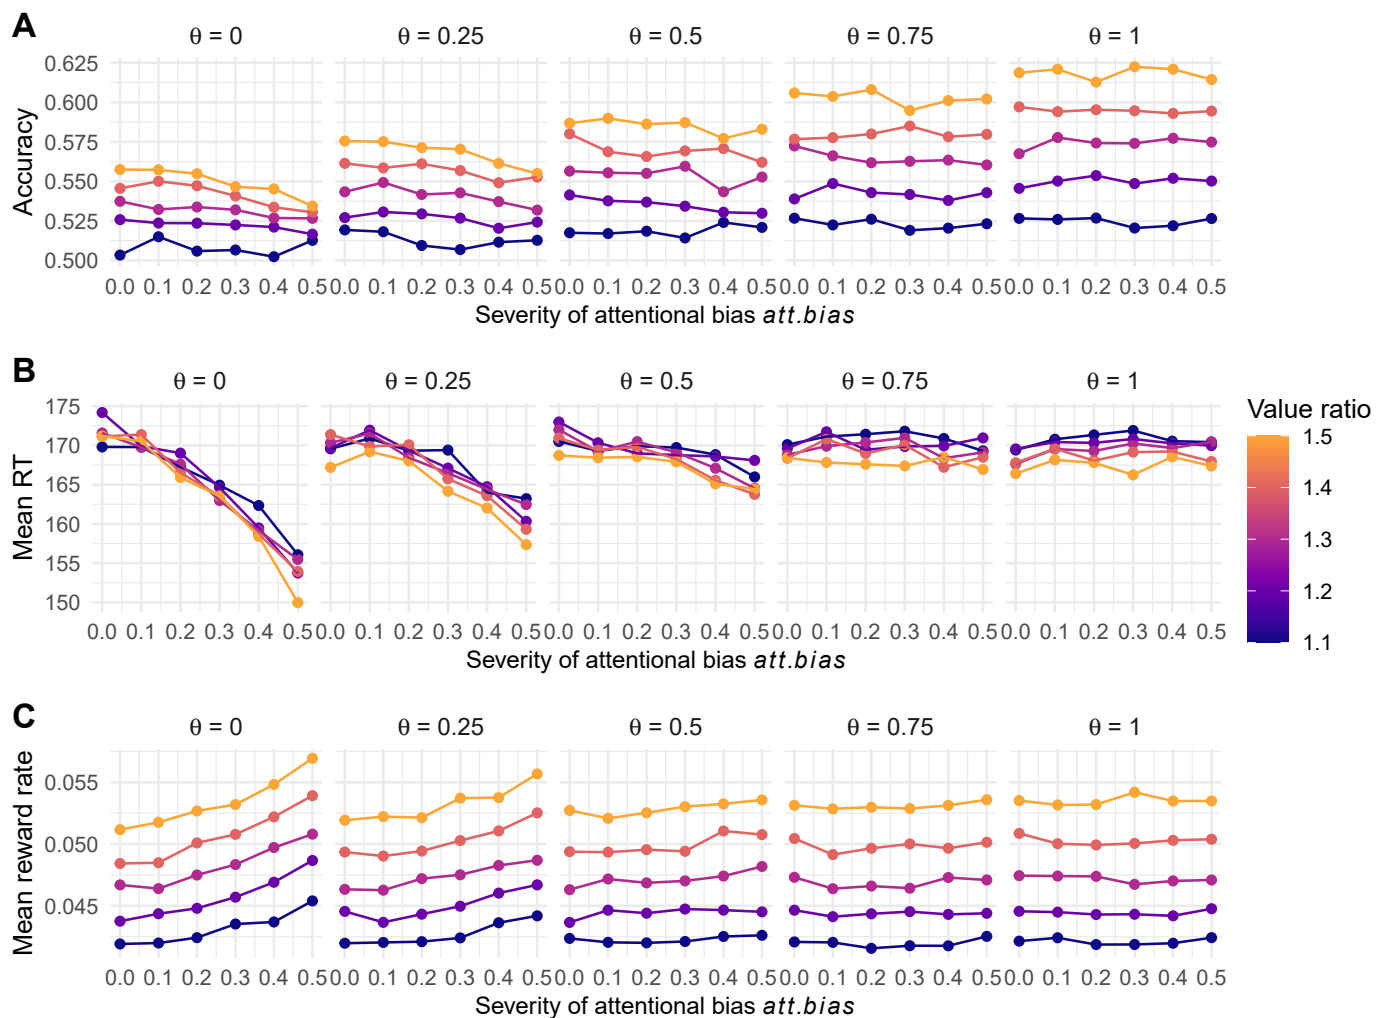 A
θ = 0 θ = 0.25 θ = 0.5 θ = 0.75 θ = 1
Accuracy
0.625
0.600
0.575
0.550
0.525
0.500
0.0 0.1 0.2 0.3 0.4 0.5 0.0 0.1 0.2 0.3 0.4 0.5 0.0 0.1 0.2 0.3 0.4 0.5 0.0 0.1 0.2 0.3 0.4 0.5 0.0 0.1 0.2 0.3 0.4 0.5
Severity of attentional bias att.bias
B
θ = 0 θ = 0.25 θ = 0.5 θ = 0.75 θ = 1
Mean RT
175
170
165
160
155
150
0.0 0.1 0.2 0.3 0.4 0.5 0.0 0.1 0.2 0.3 0.4 0.5 0.0 0.1 0.2 0.3 0.4 0.5 0.0 0.1 0.2 0.3 0.4 0.5 0.0 0.1 0.2 0.3 0.4 0.5
Severity of attentional bias att.bias
Value ratio
1.5
1.4
1.3
1.2
1.1
C
θ = 0 θ = 0.25 θ = 0.5 θ = 0.75 θ = 1
Mean reward rate
0.055
0.050
0.045
0.0 0.1 0.2 0.3 0.4 0.5 0.0 0.1 0.2 0.3 0.4 0.5 0.0 0.1 0.2 0.3 0.4 0.5 0.0 0.1 0.2 0.3 0.4 0.5 0.0 0.1 0.2 0.3 0.4 0.5
Severity of attentional bias att.bias